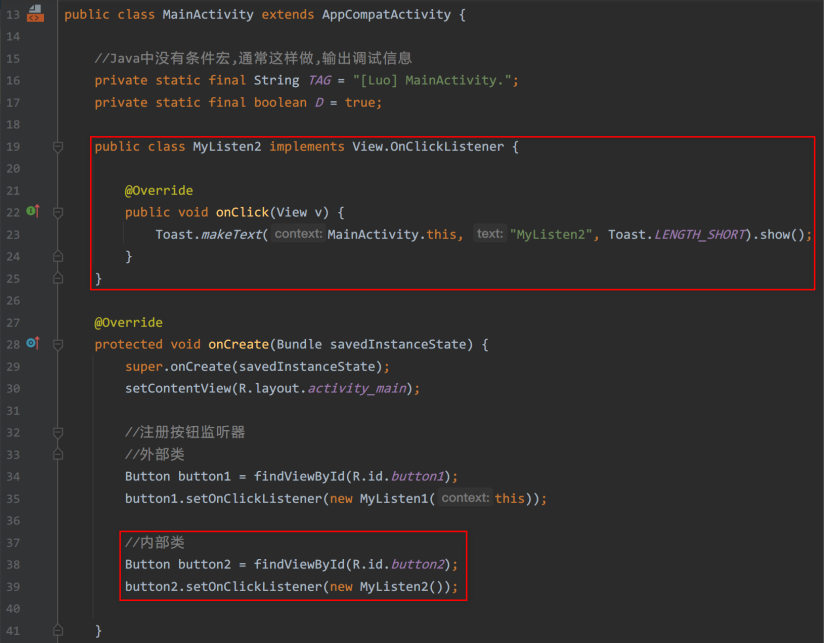 13 public class MainActivity extends AppCompatActivity {
14
15 //Java中没有条件宏,通常这样做,输出调试信息
16 private static final String TAG = "[Luo] MainActivity.";
17 private static final boolean D = true;
18
19 public class MyListen2 implements View.OnClickListener {
20
21 @Override
22 public void onClick(View v) {
23 Toast.makeText( context: MainActivity.this, text: "MyListen2", Toast.LENGTH_SHORT).show();
24 }
25 }
26
27 @Override
28 protected void onCreate(Bundle savedInstanceState) {
29 super.onCreate(savedInstanceState);
30 setContentView(R.layout.activity_main);
31
32 //注册按钮监听器
33 //外部类
34 Button button1 = findViewById(R.id.button1);
35 button1.setOnClickListener(new MyListen1( context: this));
36
37 //内部类
38 Button button2 = findViewById(R.id.button2);
39 button2.setOnClickListener(new MyListen2());
40
41 }